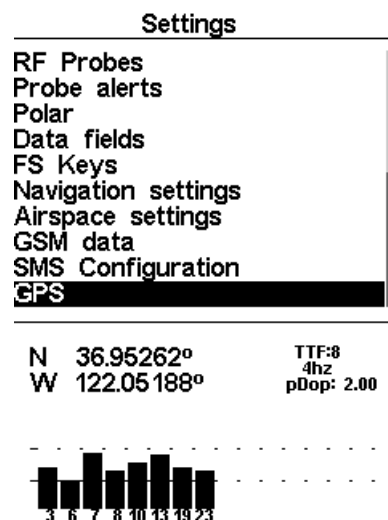 Settings
RF Probes
Probe alerts
Polar
Data fields
FS Keys
Navigation settings
Airspace settings
GSM data
SMS Configuration
GPS
N 36.95262º
W 122.05188º
TTF:8
4hz
pDop: 2.00
3 6 7 8 10 13 19 23